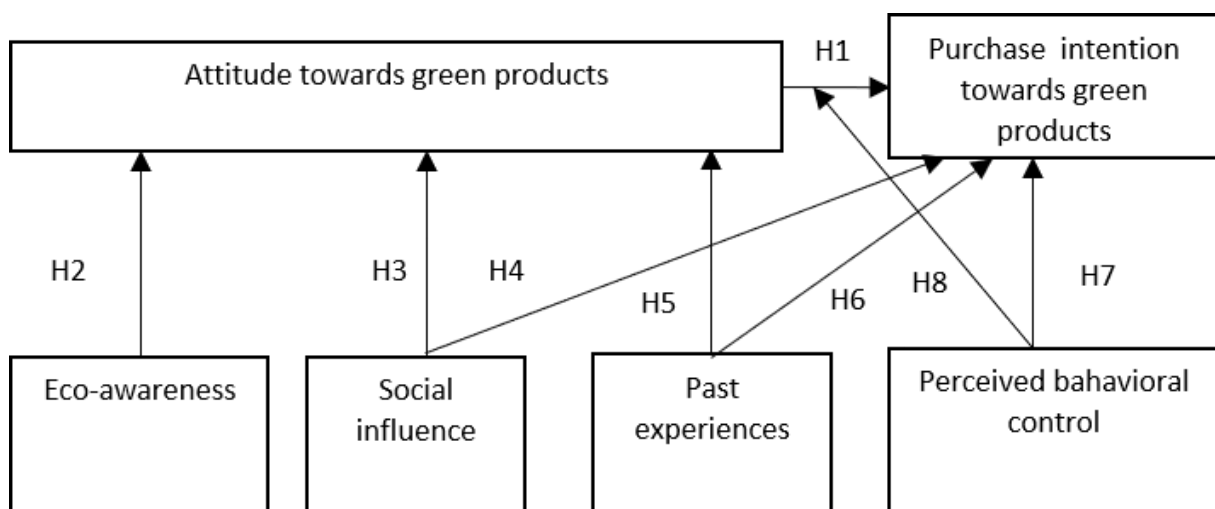 Attitude towards green products
H1
Purchase intention
towards green
products
H2
H3
H4
H5
H6
H8
H7
Eco-awareness
Social
influence
Past
experiences
Perceived bahavioral
control